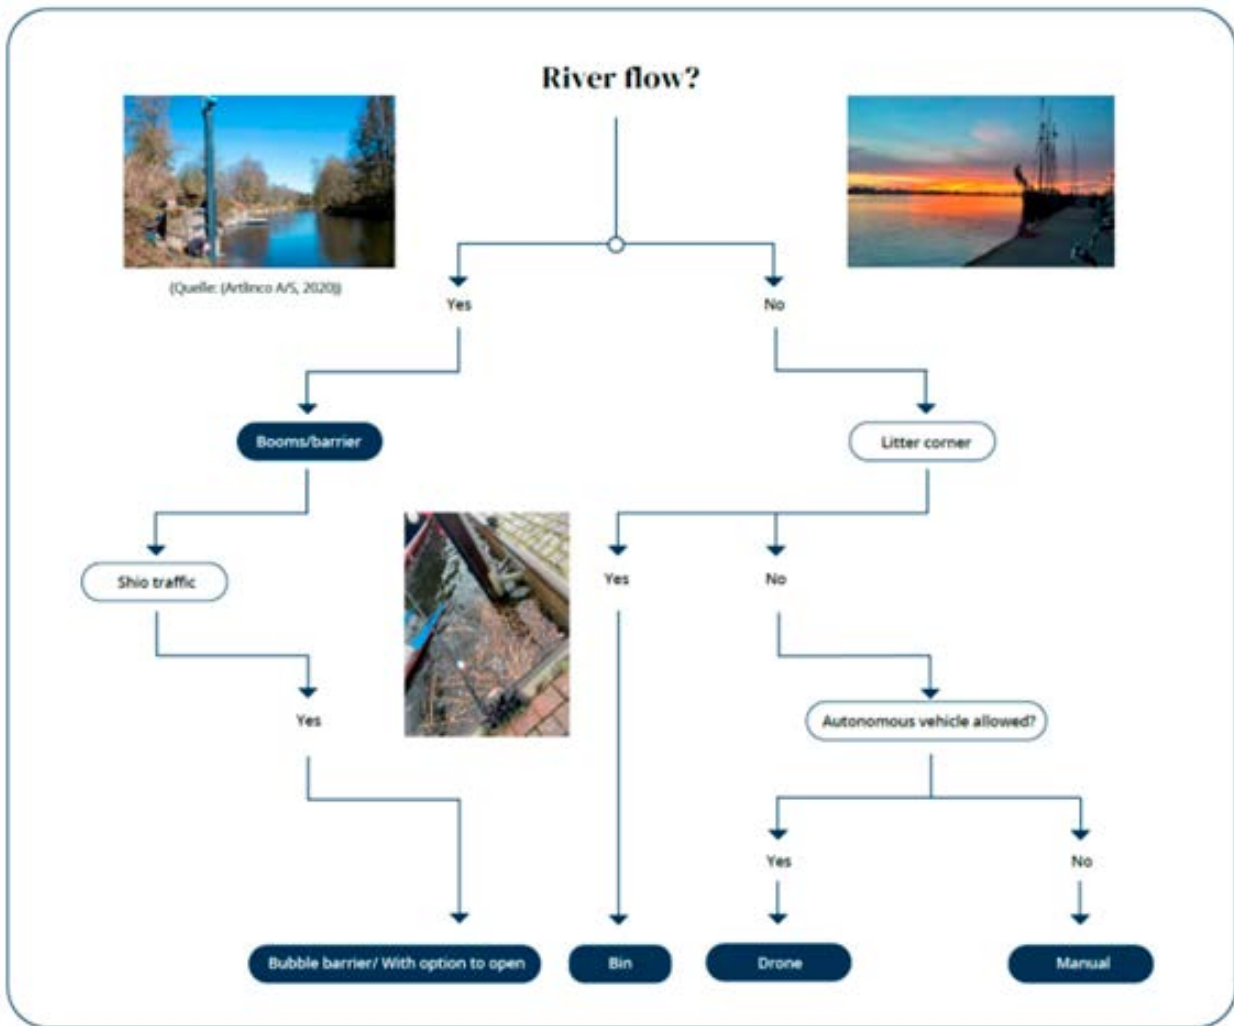 River flow?
(Quelle: (Artlinco A/S, 2020))
Yes
No
Booms/barrier
Litter corner
Shio traffic
Yes
No
Yes
Autonomous vehicle allowed?
Yes
No
Bubble barrier/ With option to open
Bin
Drone
Manual